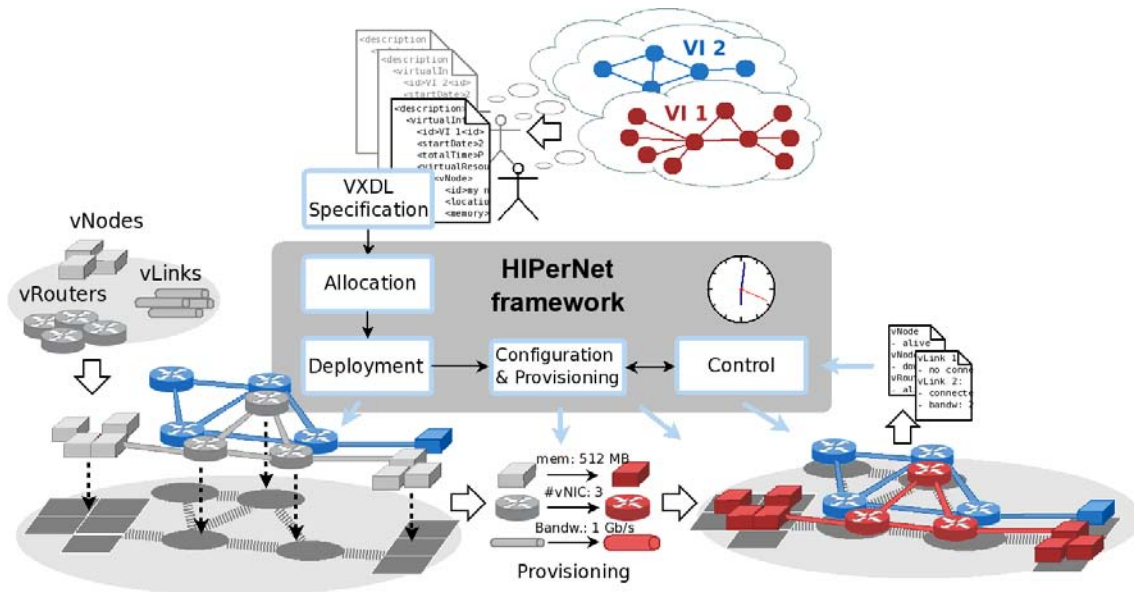 VI 2
VI 1
<description
<virtualIn
<id>VI 2<id>
<startDate>2
<description>
<virtualInf
<id>VI 1<id>
<startDate>2
<totalTime>P
<virtualResou
<vNode>
<id>my n
<locatio
<memory>
VXDL
Specification
vNodes
vLinks
vRouters
HIPerNet
framework
Allocation
Deployment
Configuration
& Provisioning
Control
vNode
- alive
vNod
- dow
vRou
- al
vLink 1
- no conne
vLink 2:
- connecte
- bandw: 2
mem: 512 MB
#vNIC: 3
Bandw.: 1 Gb/s
Provisioning